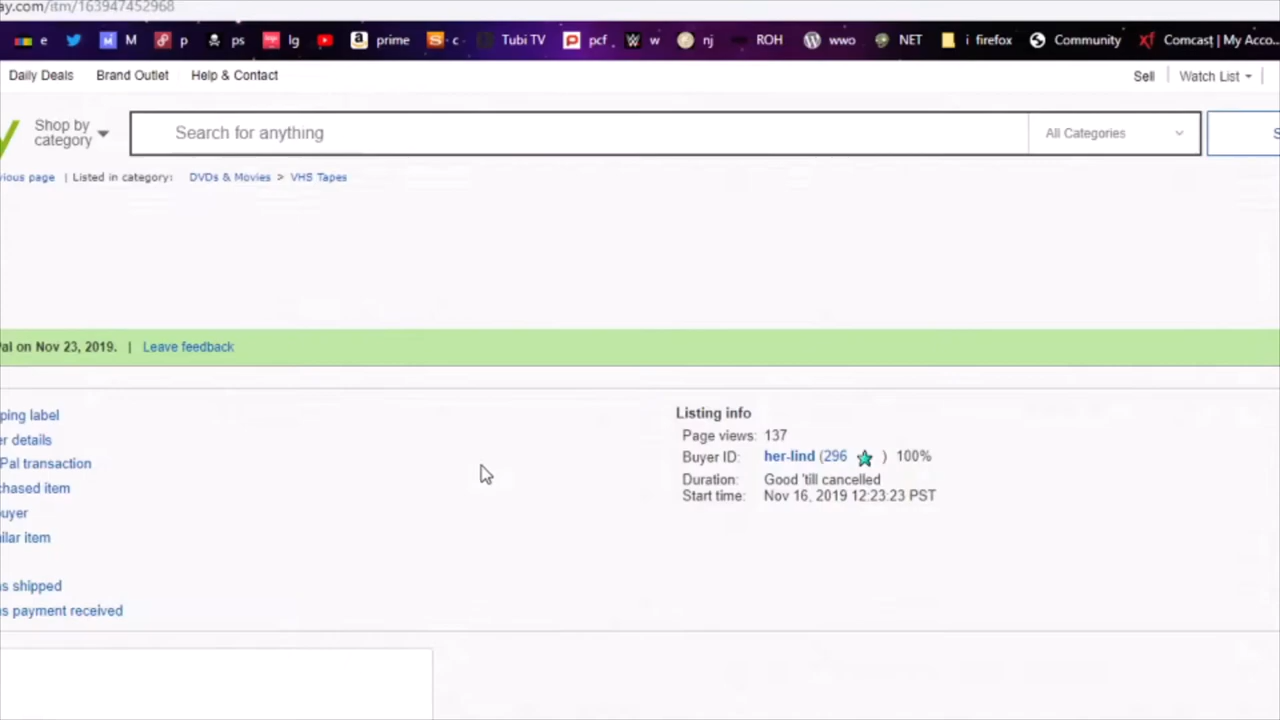 ay.com/itm/163947452968
e M p ps lg prime c Tubi TV pcf w nj ROH wwo NET i firefox Community Comcast | My Acco...
Daily Deals Brand Outlet Help & Contact Sell Watch List
Shop by category Search for anything All Categories S
vious page | Listed in category: DVDs & Movies > VHS Tapes
Pal on Nov 23, 2019. | Leave feedback
ping label
er details
Pal transaction
chased item
buyer
ilar item
as shipped
as payment received
Listing info
Page views: 137
Buyer ID: her-lind (296 ) 100%
Duration: Good 'till cancelled
Start time: Nov 16, 2019 12:23:23 PST